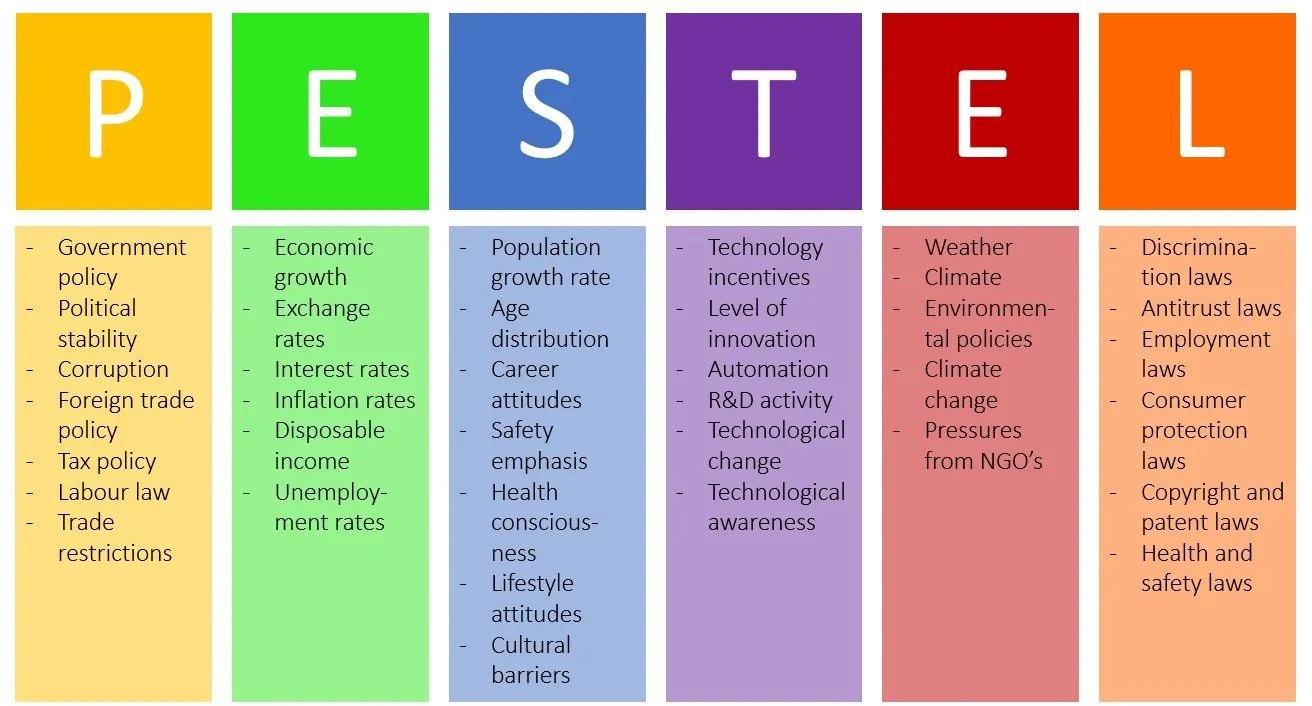 P
- Government
policy
- Political
stability
- Corruption
- Foreign trade
policy
- Tax policy
- Labour law
- Trade
restrictions
E
- Economic
growth
- Exchange
rates
- Interest rates
- Inflation rates
- Disposable
income
- Unemploy-
ment rates
S
- Population
growth rate
- Age
distribution
- Career
attitudes
- Safety
emphasis
- Health
conscious-
ness
- Lifestyle
attitudes
- Cultural
barriers
T
- Technology
incentives
- Level of
innovation
- Automation
- R&D activity
- Technological
change
- Technological
awareness
E
- Weather
- Climate
- Environmen-
tal policies
- Climate
change
- Pressures
from NGO’s
L
- Discrimina-
tion laws
- Antitrust laws
- Employment
laws
- Consumer
protection
laws
- Copyright and
patent laws
- Health and
safety laws